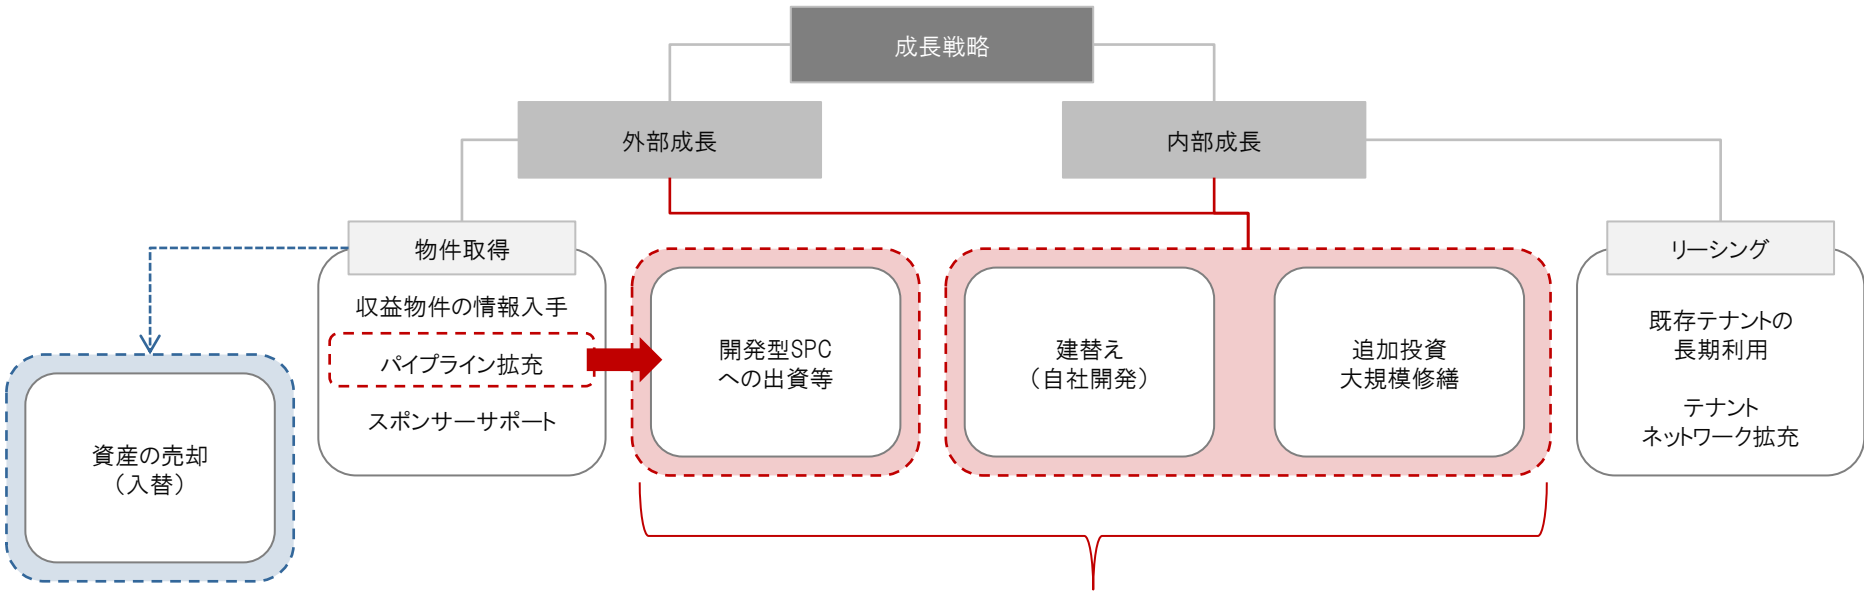 成長戦略
外部成長
内部成長
物件取得
収益物件の情報入手
パイプライン拡充
スポンサーサポート
資産の売却
（入替）
開発型SPC
への出資等
建替え
（自社開発）
追加投資
大規模修繕
リーシング
既存テナントの
長期利用
テナント
ネットワーク拡充